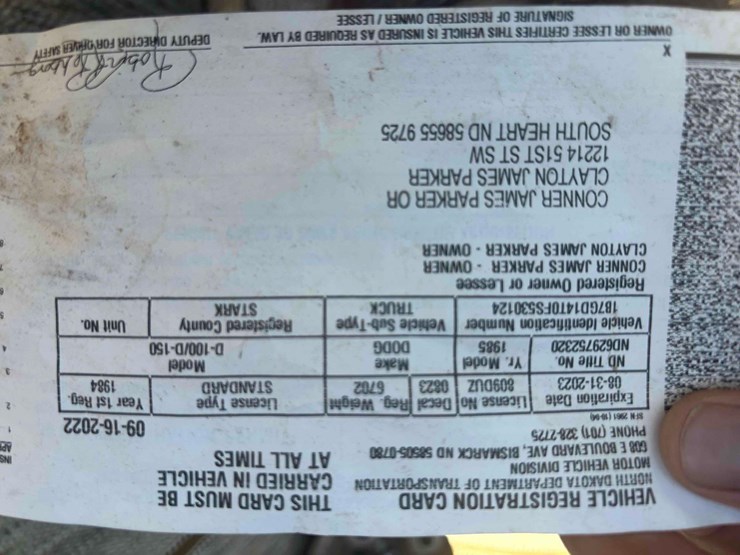 VEHICLE REGISTRATION CARD
NORTH DAKOTA DEPARTMENT OF TRANSPORTATION
MOTOR VEHICLE DIVISION
608 E BOULEVARD AVE, BISMARCK ND 58505-0780
PHONE (701) 328-2725
THIS CARD MUST BE
CARRIED IN VEHICLE
AT ALL TIMES
09-16-2022
Expiration Date License No Decal Reg. Weight License Type Year 1st Reg.
08-31-2023 809DUZ 0823 6702 STANDARD 1984
ND Title No. Yr. Model Make Model
ND629752320 1985 DODG D-100/D-150
Vehicle Identification Number Vehicle Sub-Type Registered County Unit No.
1B7GD14T0FS530124 TRUCK STARK
Registered Owner or Lessee
CONNER JAMES PARKER - OWNER
CLAYTON JAMES PARKER - OWNER
CONNER JAMES PARKER OR
CLAYTON JAMES PARKER
12214 51ST ST SW
SOUTH HEART ND 58655 9725
X
OWNER OR LESSEE CERTIFIES THIS VEHICLE IS INSURED AS REQUIRED BY LAW.
SIGNATURE OF REGISTERED OWNER / LESSEE
DEPUTY DIRECTOR FOR DRIVER SAFETY
INS
1
2
3
4
5